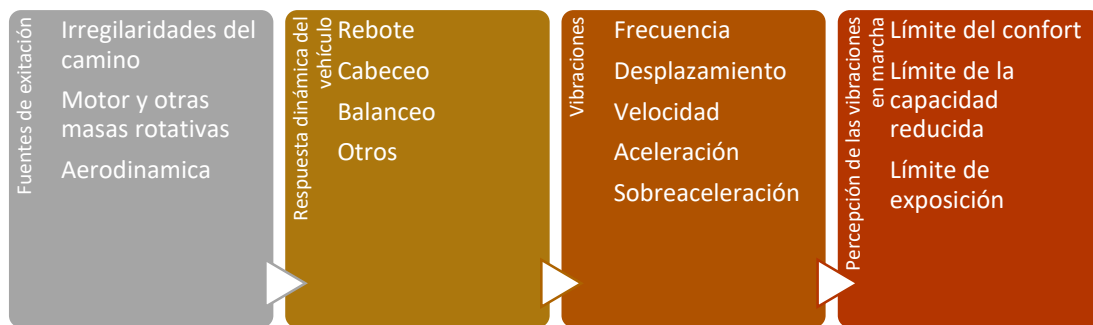 Fuentes de exitación
Irregilaridades del
camino
Motor y otras
masas rotativas
Aerodinamica
Respuesta dinámica del
vehículo
Rebote
Cabeceo
Balanceo
Otros
Vibraciones
Frecuencia
Desplazamiento
Velocidad
Aceleración
Sobreaceleración
Percepción de las vibraciones
en marcha
Límite del confort
Límite de la
capacidad
reducida
Límite de
exposición